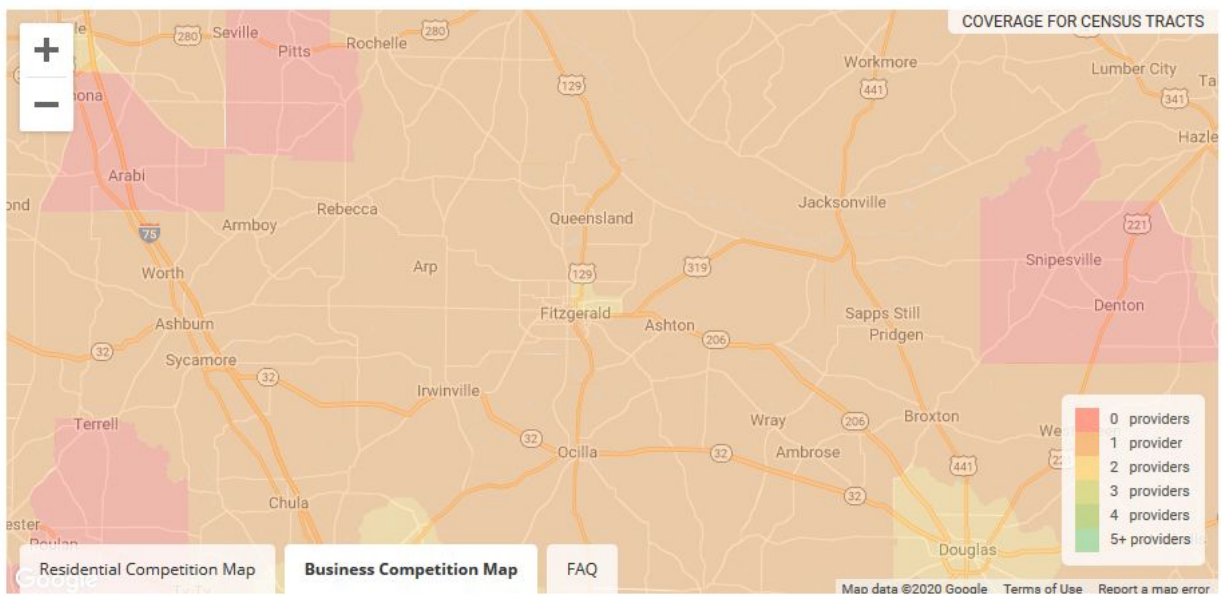 COVERAGE FOR CENSUS TRACTS
+
−
280
Seville
Pitts
Rochelle
280
129
Workmore
441
Lumber City
341
Arabi
Rebecca
Armboy
75
Queensland
Jacksonville
221
Worth
Arp
129
319
Snipesville
Denton
Fitzgerald
Ashton
Sapps Still
Pridgen
Ashburn
32
206
Sycamore
32
Irwinville
Terrell
Wray
206
Broxton
32
Ocilla
32
Ambrose
441
32
Chula
Douglas
0 providers
1 provider
2 providers
3 providers
4 providers
5+ providers
Residential Competition Map
Business Competition Map
FAQ
Google
Map data ©2020 Google
Terms of Use
Report a map error